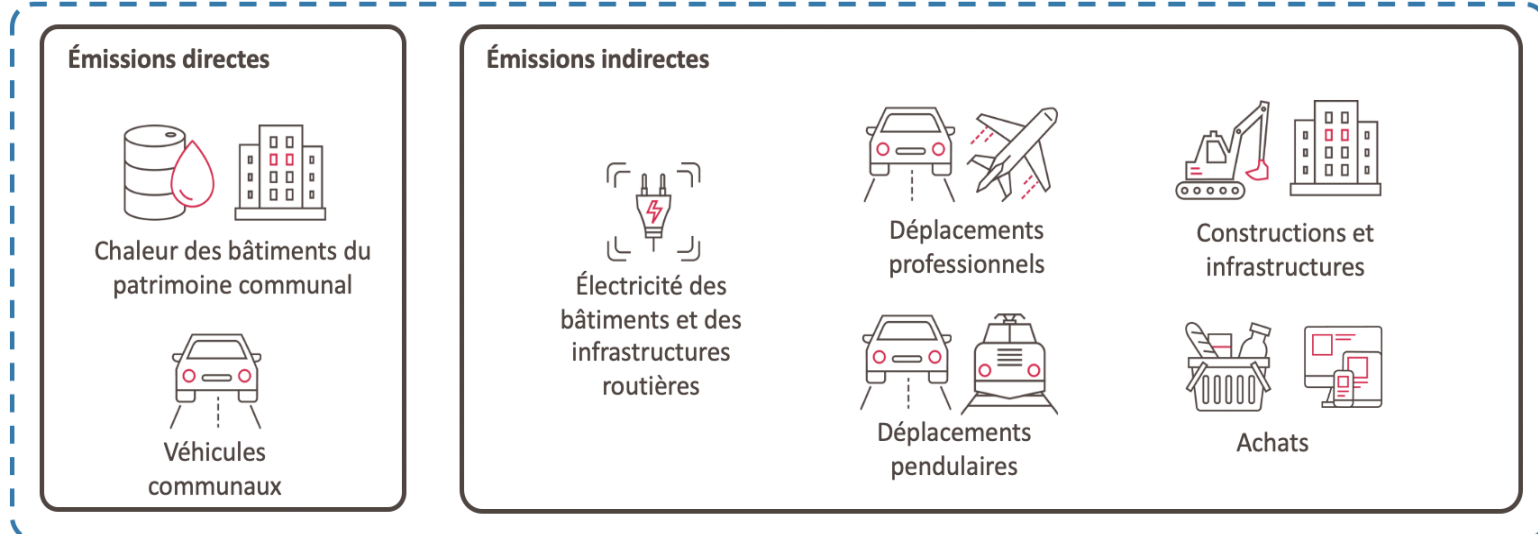 Émissions directes
Chaleur des bâtiments du
patrimoine communal
Véhicules
communaux
Émissions indirectes
Électricité des
bâtiments et des
infrastructures
routières
Déplacements
professionnels
Déplacements
pendulaires
Constructions et
infrastructures
Achats